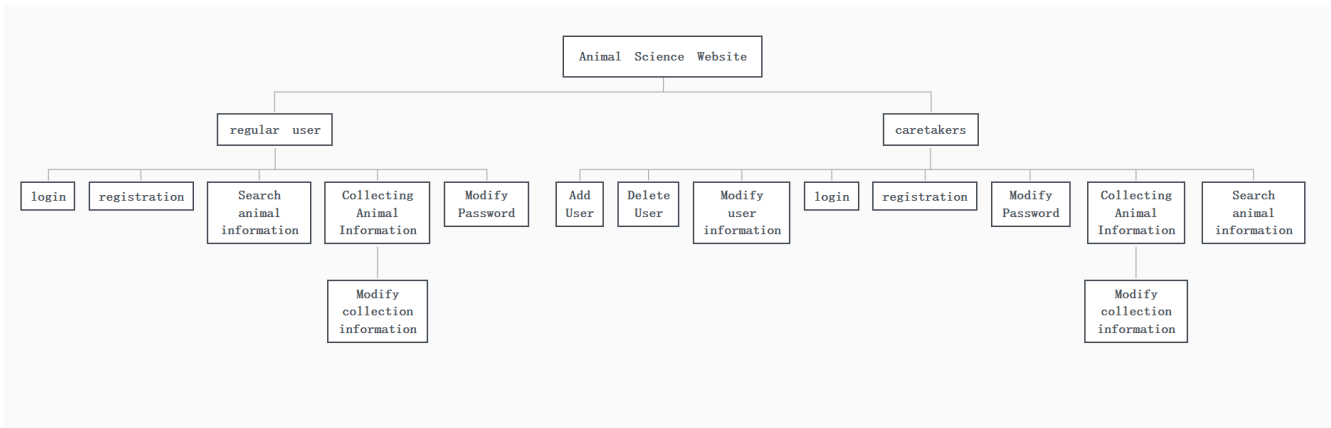 Animal Science Website
regular user
caretakers
login
registration
Search
animal
information
Collecting
Animal
Information
Modify
Password
Add
User
Delete
User
Modify
user
information
login
registration
Modify
Password
Collecting
Animal
Information
Search
animal
information
Modify
collection
information
Modify
collection
information